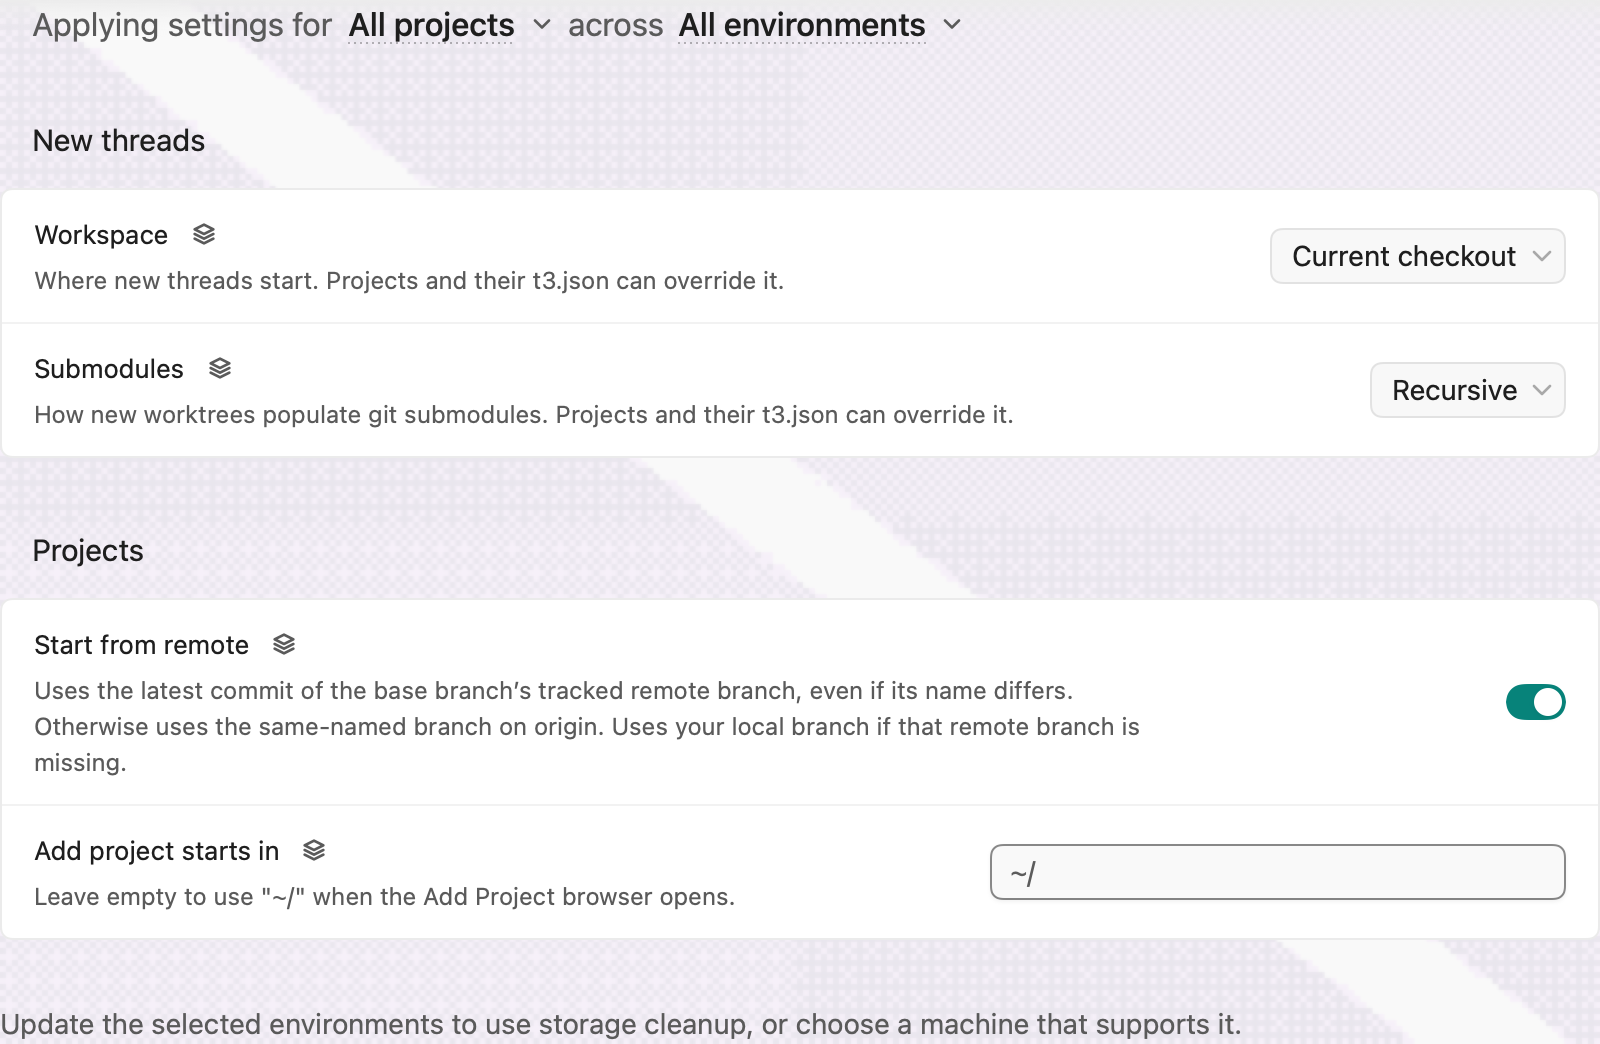 Applying settings for All projects across All environments
New threads
Workspace
Where new threads start. Projects and their t3.json can override it.
Current checkout
Submodules
How new worktrees populate git submodules. Projects and their t3.json can override it.
Recursive
Projects
Start from remote
Uses the latest commit of the base branch’s tracked remote branch, even if its name differs.
Otherwise uses the same-named branch on origin. Uses your local branch if that remote branch is
missing.
Add project starts in
Leave empty to use "~/" when the Add Project browser opens.
~/
Update the selected environments to use storage cleanup, or choose a machine that supports it.